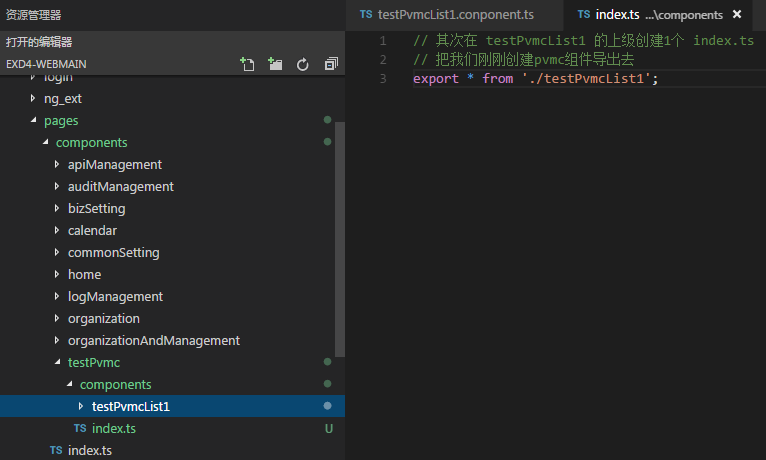 资源管理器
打开的编辑器
EXD4-WEBMAIN
login
ng_ext
pages
components
apiManagement
auditManagement
bizSetting
calendar
commonSetting
home
logManagement
organization
organizationAndManagement
testPvmc
components
testPvmcList1
TS index.ts U
TS index.ts
TS testPvmcList1.conponent.ts
TS index.ts ...\components ×
1 // 其次在 testPvmcList1 的上级创建1个 index.ts
2 // 把我们刚刚创建pvmc组件导出去
3 export * from './testPvmcList1';